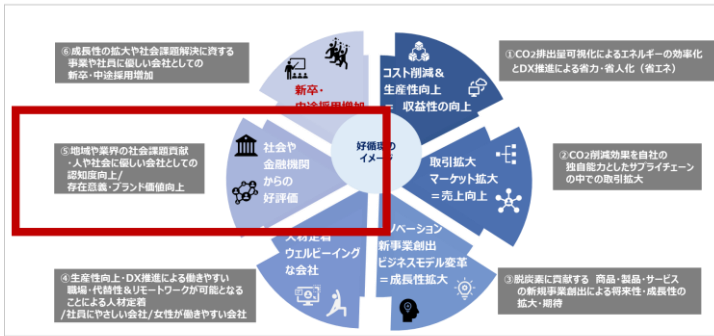 ⑥成長性の拡大や社会課題解決に資する
事業や社員に優しい会社としての
新卒・中途採用増加
新卒・
中途採用増加
コスト削減＆
生産性向上
＝ 収益性の向上
①CO2排出量可視化によるエネルギーの効率化
とDX推進による省力・省人化（省エネ）
⑤地域や業界の社会課題貢献
・人や社会に優しい会社としての
認知度向上/
存在意義・ブランド価値向上
社会や
金融機関
からの
好評価
好循環の
イメージ
取引拡大
マーケット拡大
＝売上向上
②CO2削減効果を自社の
独自能力としたサプライチェーン
の中での取引拡大
④生産性向上・DX推進による働きやすい
職場・代替性＆リモートワークが可能となる
ことによる人材定着
/社員にやさしい会社/女性が働きやすい会社
人材定着
ウェルビーイング
な会社
ノベーション
新事業創出
ビジネスモデル変革
＝成長性拡大
③脱炭素に貢献する 商品・製品・サービス
の新規事業創出による将来性・成長性の
拡大・期待